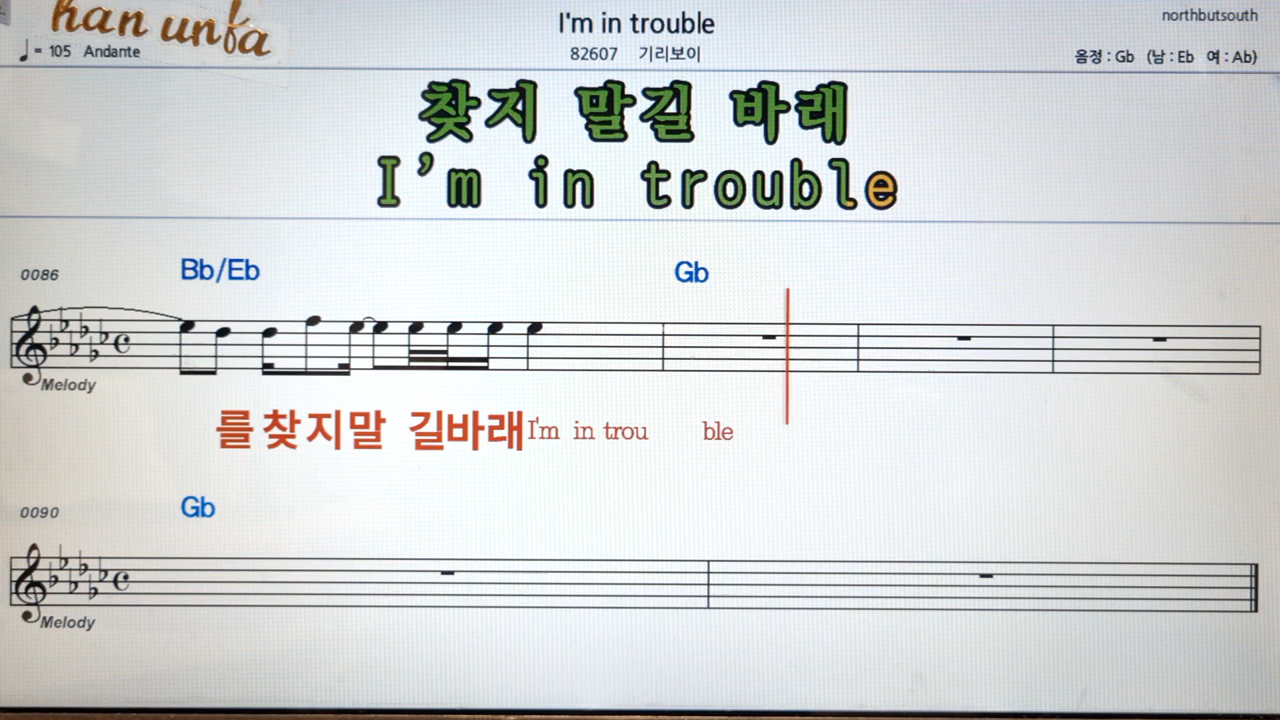 han unfa
I'm in trouble
northbutsouth
♩= 105 Andante
82607 기리보이
음정 : Gb (남 : Eb 여 : Ab)
찾지 말길 바래
I'm in trouble
0086
Bb/Eb Gb
Melody
를 찾지말 길바래 I'm in trou ble
0090
Gb
Melody